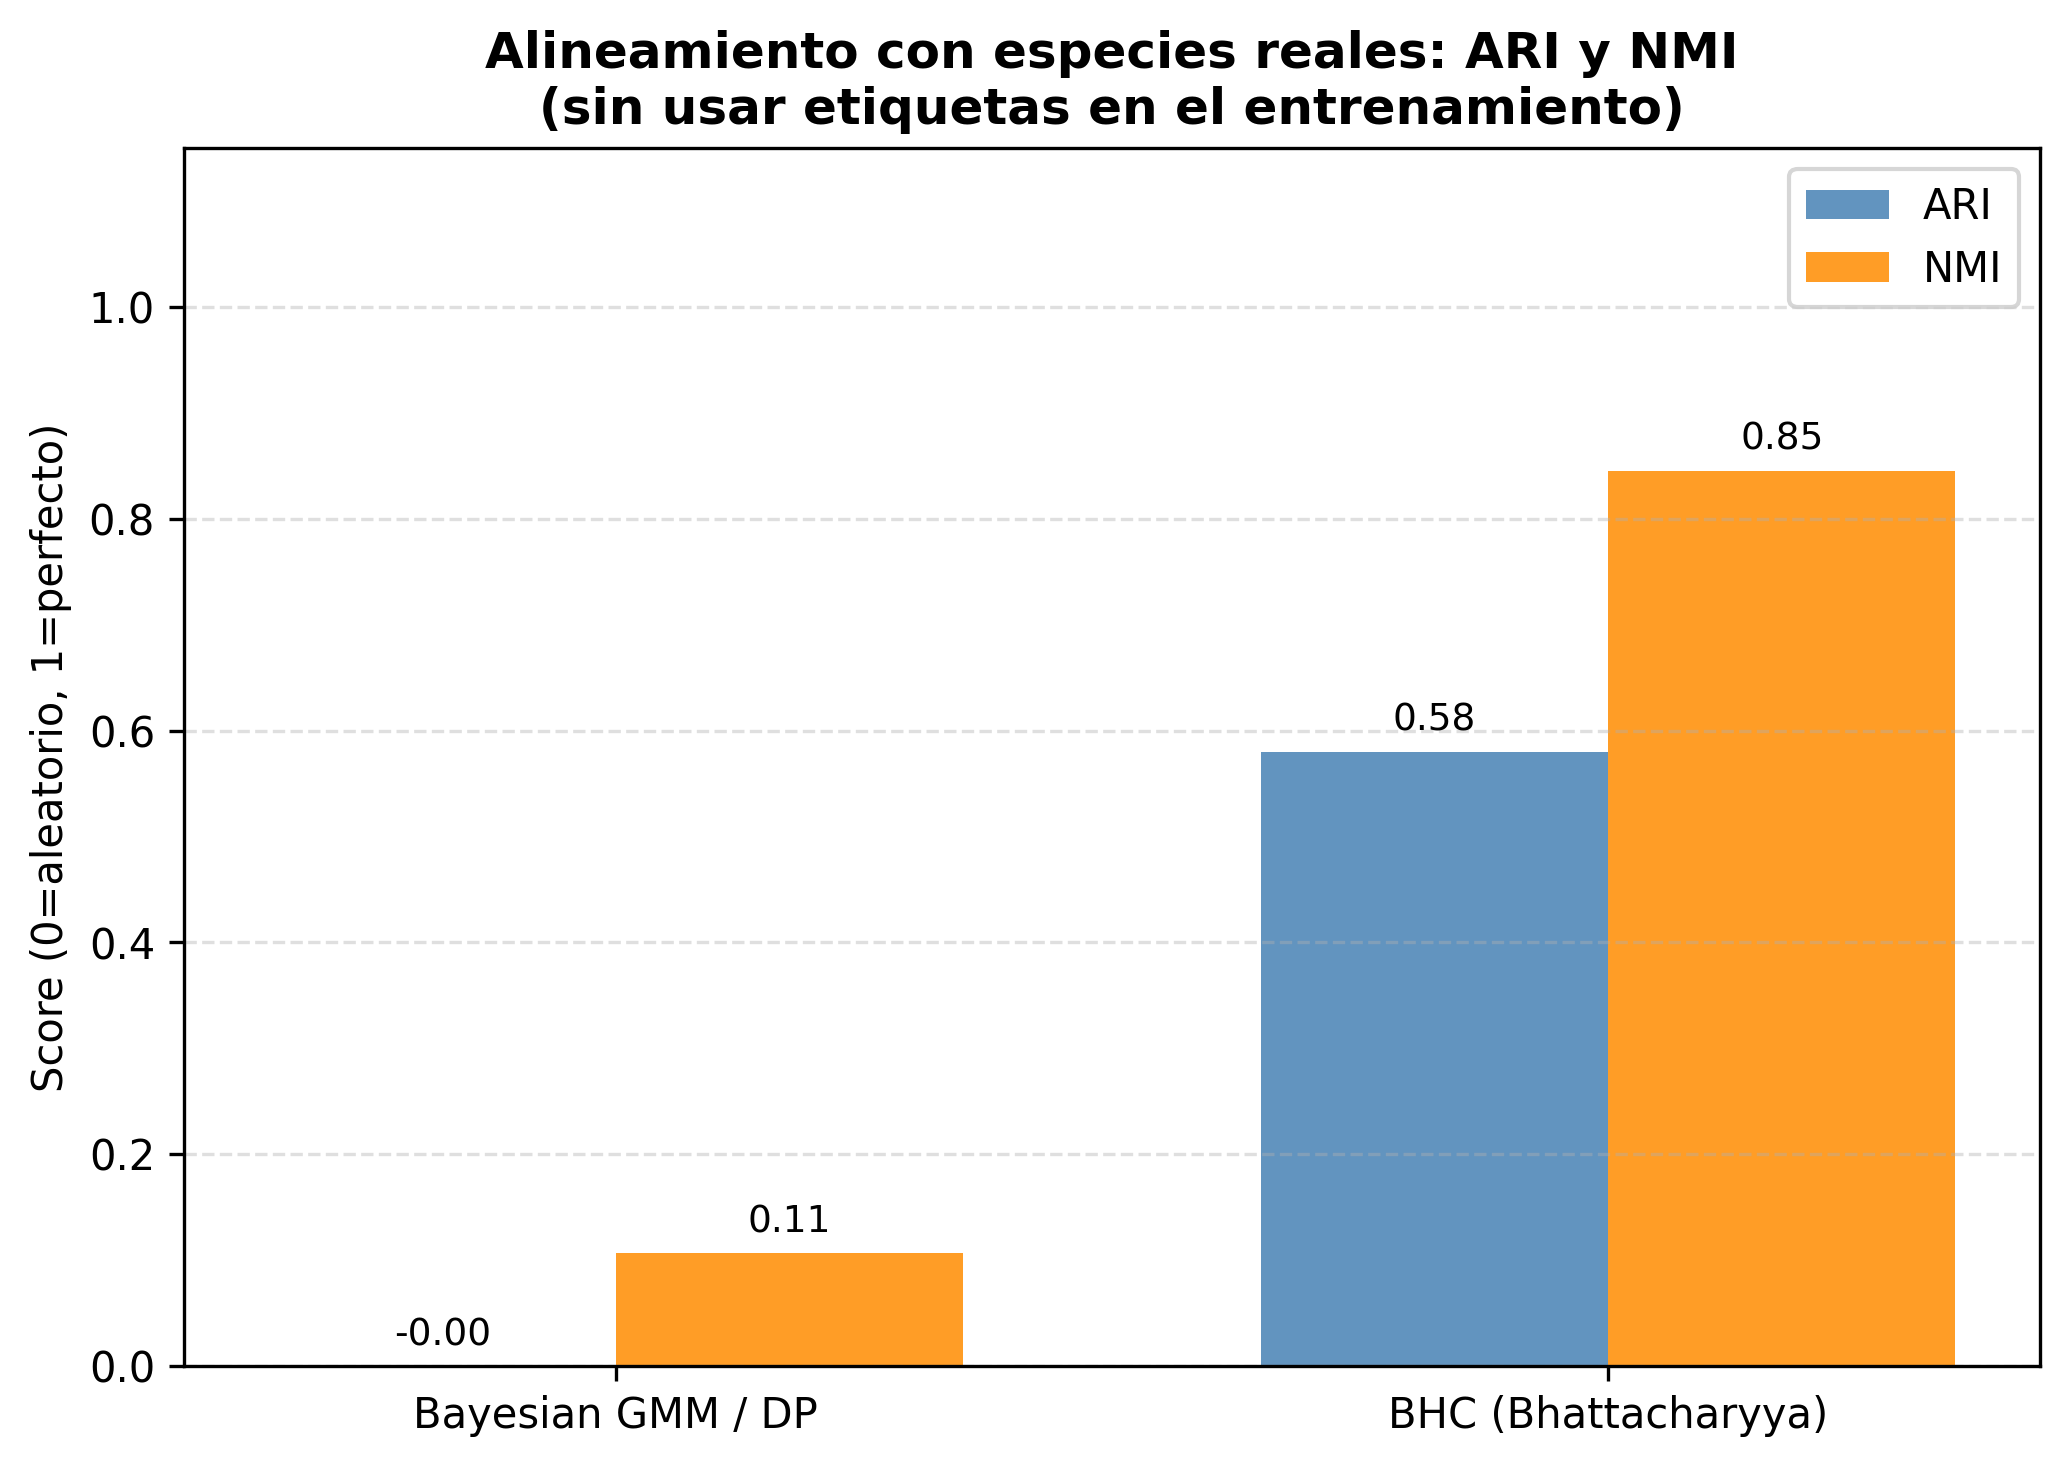 Alineamiento con especies reales: ARI y NMI
(sin usar etiquetas en el entrenamiento)
ARI
NMI
Score (0=aleatorio, 1=perfecto)
1.0
0.8
0.6
0.4
0.2
0.0
-0.00
0.11
0.58
0.85
Bayesian GMM / DP
BHC (Bhattacharyya)